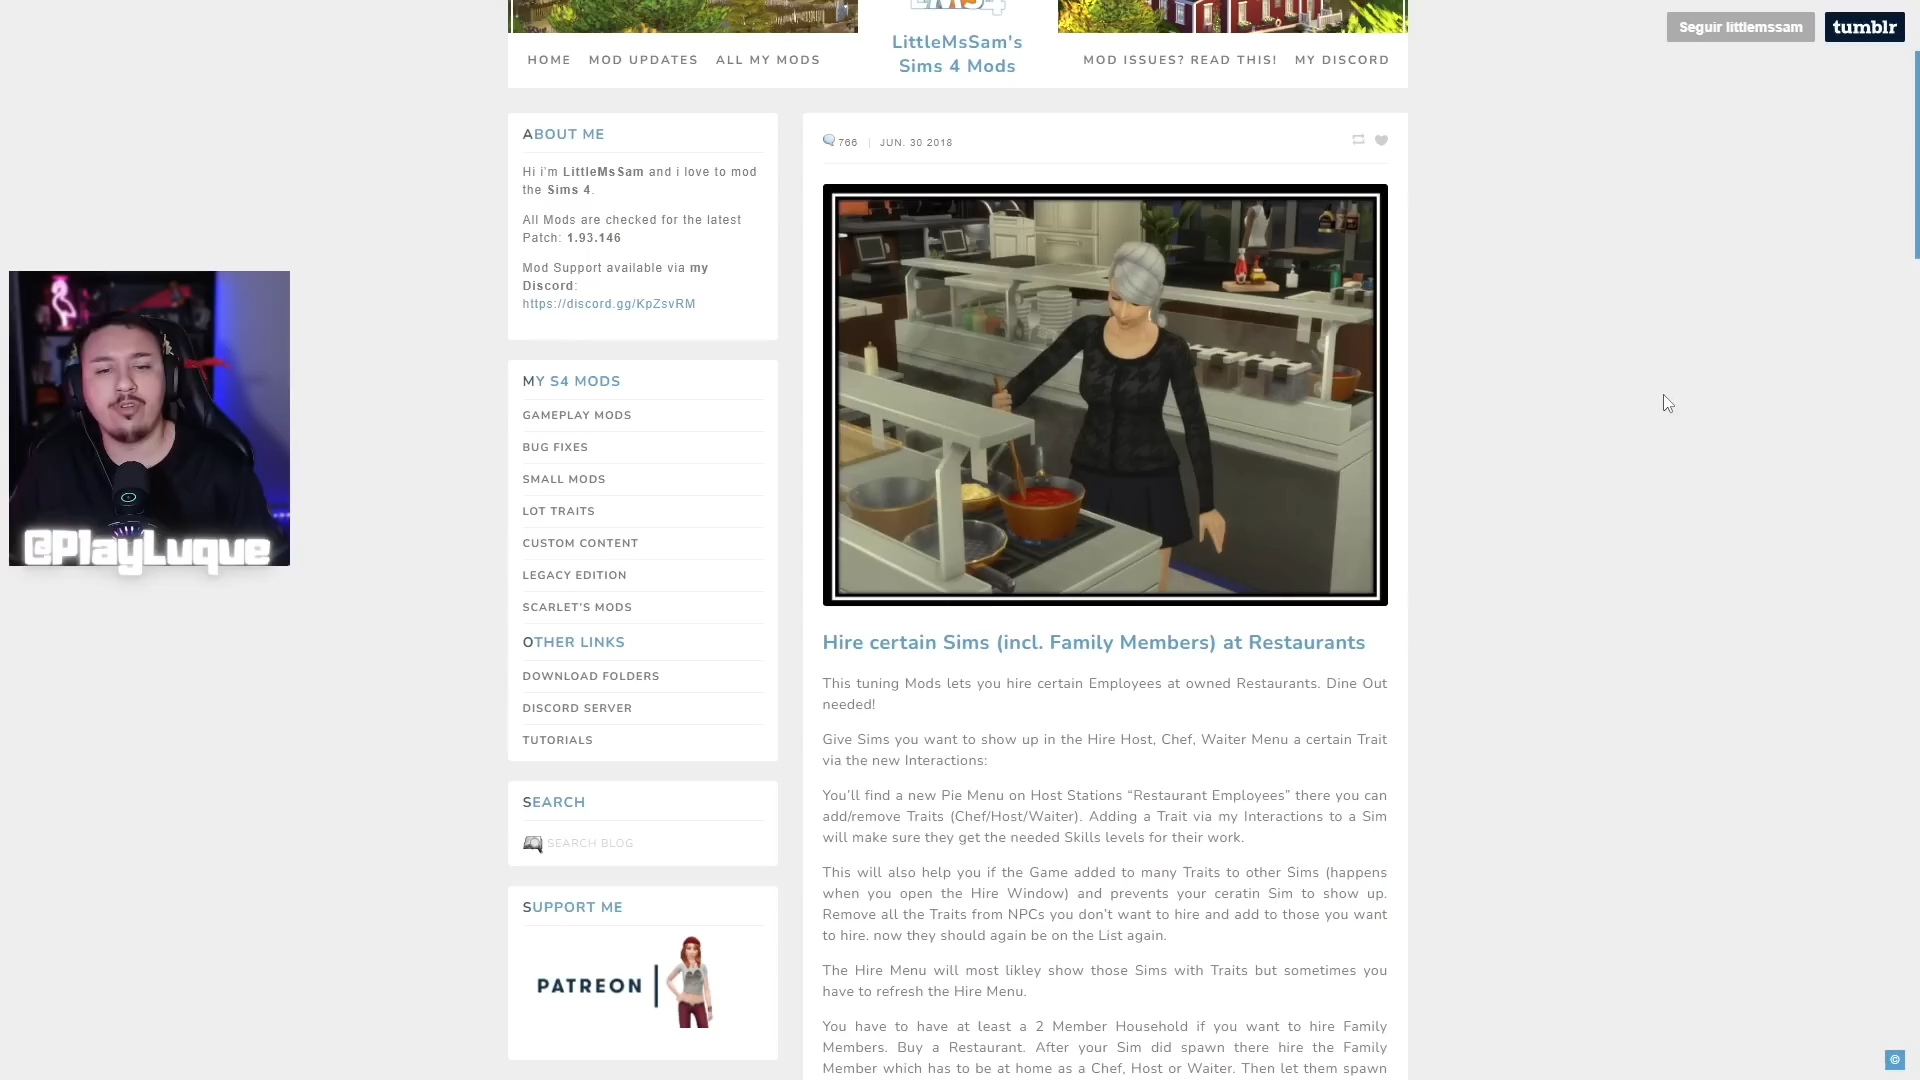 LittleMsSam's
Sims 4 Mods
HOME
MOD UPDATES
ALL MY MODS
MOD ISSUES? READ THIS!
MY DISCORD
Seguir littlemssam
tumblr
ABOUT ME
Hi i'm LittleMsSam and i love to mod
the Sims 4.
All Mods are checked for the latest
Patch: 1.93.146
Mod Support available via my
Discord:
https://discord.gg/KpZsvRM
MY S4 MODS
GAMEPLAY MODS
BUG FIXES
SMALL MODS
LOT TRAITS
CUSTOM CONTENT
LEGACY EDITION
SCARLET'S MODS
OTHER LINKS
DOWNLOAD FOLDERS
DISCORD SERVER
TUTORIALS
SEARCH
SEARCH BLOG
SUPPORT ME
PATREON
@PlayLuque
766 | JUN. 30 2018
Hire certain Sims (incl. Family Members) at Restaurants
This tuning Mods lets you hire certain Employees at owned Restaurants. Dine Out
needed!
Give Sims you want to show up in the Hire Host, Chef, Waiter Menu a certain Trait
via the new Interactions:
You'll find a new Pie Menu on Host Stations “Restaurant Employees” there you can
add/remove Traits (Chef/Host/Waiter). Adding a Trait via my Interactions to a Sim
will make sure they get the needed Skills levels for their work.
This will also help you if the Game added to many Traits to other Sims (happens
when you open the Hire Window) and prevents your ceratin Sim to show up.
Remove all the Traits from NPCs you don't want to hire and add to those you want
to hire. now they should again be on the List again.
The Hire Menu will most likley show those Sims with Traits but sometimes you
have to refresh the Hire Menu.
You have to have at least a 2 Member Household if you want to hire Family
Members. Buy a Restaurant. After your Sim did spawn there hire the Family
Member which has to be at home as a Chef, Host or Waiter. Then let them spawn
©